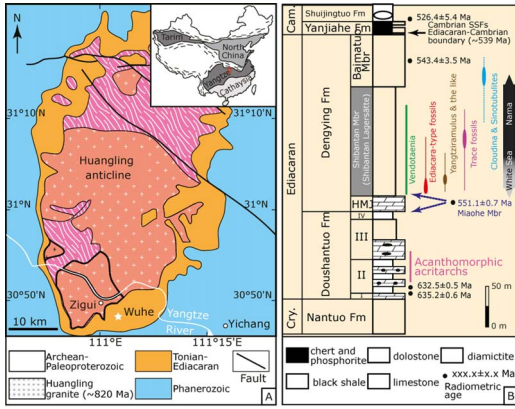 N
Tarim
North
China
Yangtze
Cathaysia
31°10'
Huangling
anticline
31°N
30°50'N
Zigui
Wuhe
Yangtze
River
Yichang
10 km
111°E
111°15'E
Archean-
Paleoproterozoic
Tonian-
Ediacaran
Fault
Huangling
granite (~820 Ma)
Phanerozoic
A
Cam.
Shuijingtuo Fm
Yanjiahe Fm
526.4±5.4 Ma
Cambrian SSFs
Ediacaran-Cambrian
boundary (~539 Ma)
Ediacaran
Dengying Fm
Baimatuo
Mbr
543.4±3.5 Ma
Shibantan Mbr
(Shibantan Lagerstätte)
Vendotaenia
Ediacara-type fossils
Yangtziramulus & the like
Trace fossils
Cloudina & Sinotubulites
Nama
White Sea
HMJ
551.1±0.7 Ma
Miaohe Mbr
Doushantuo Fm
IV
III
II
I
Acanthomorphic
acritarchs
632.5±0.5 Ma
635.2±0.6 Ma
50 m
0 m
Cry.
Nantuo Fm
chert and
phosphorite
dolostone
diamictite
black shale
limestone
xxx.x±x.x Ma
Radiometric
age
B